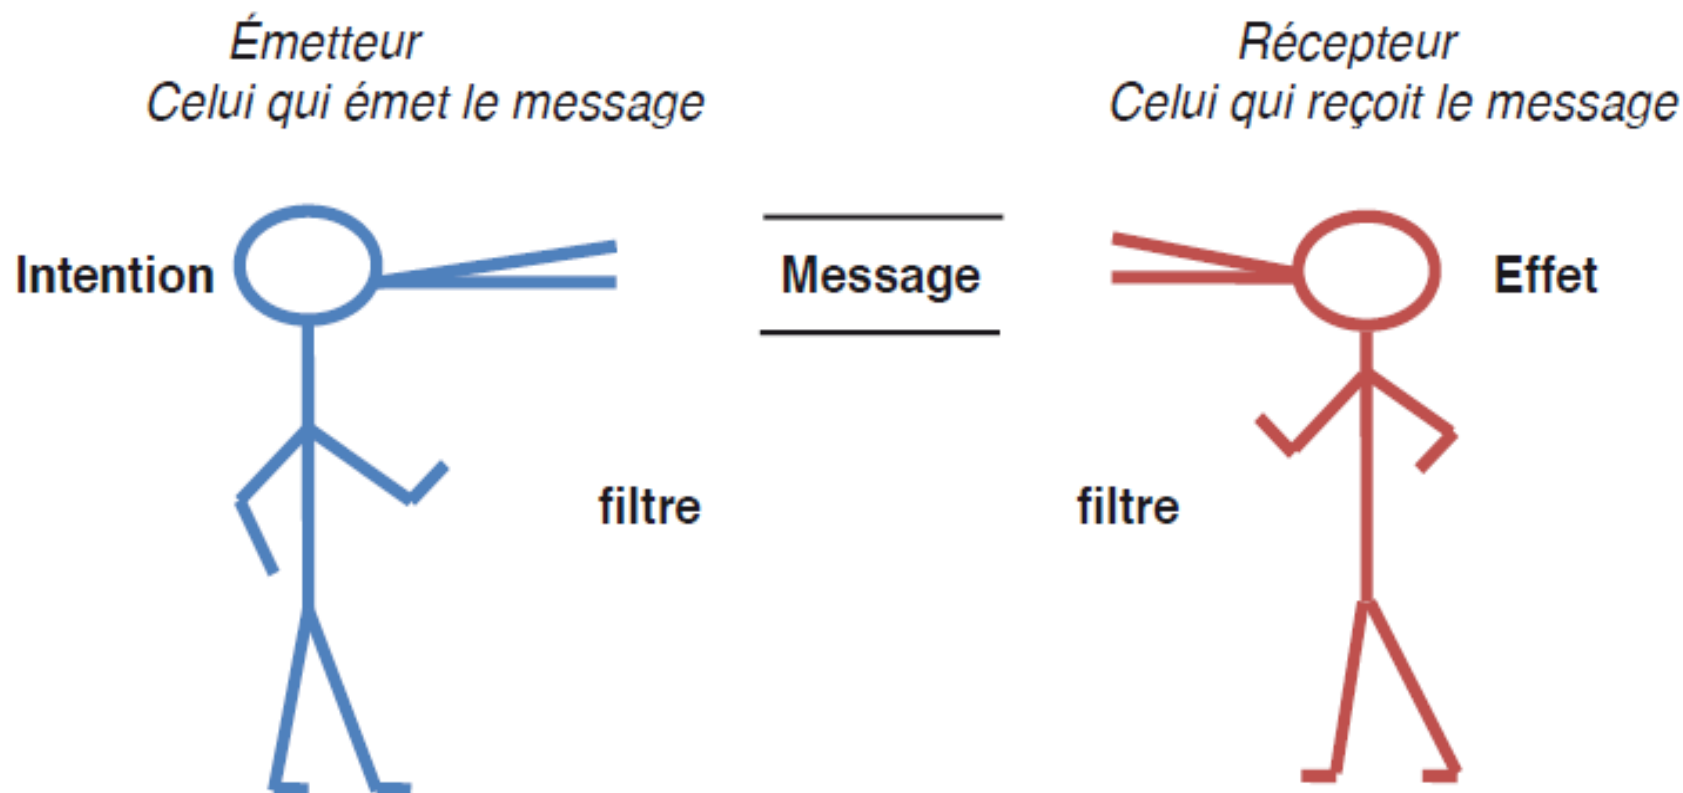 Émetteur
Celui qui émet le message
Récepteur
Celui qui reçoit le message
Intention
Message
Effet
filtre
filtre